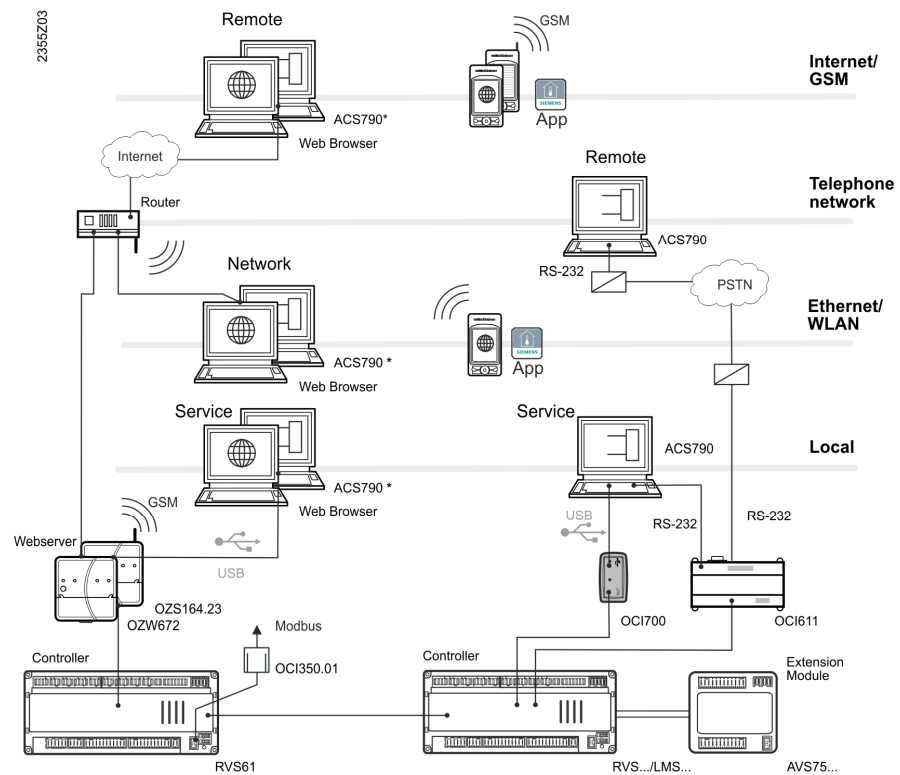 2355Z03
Remote
GSM
Internet/
GSM
SIEMENS
ACS790*
App
Web Browser
Internet
Remote
Router
Telephone
network
ACS790
RS-232
Network
PSTN
Ethernet/
WLAN
SIEMENS
ACS790 *
App
Web Browser
Service
Service
ACS790
Local
ACS790 *
GSM
Web Browser
USB
RS-232
RS-232
Webserver
USB
OZS164.23
OZW672
Modbus
OCI700
OCI611
Controller
OCI350.01
Controller
Extension
Module
RVS61
RVS.../LMS...
AVS75...